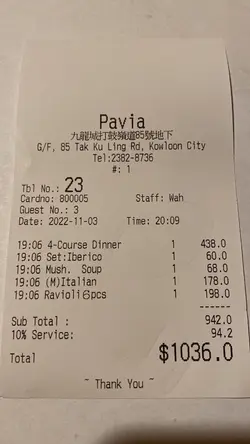 Pavia
九龍城打鼓嶺道85號地下
G/F, 85 Tak Ku Ling Rd, Kowloon City
Tel:2382-8736
#: 1
Tbl No.: 23
Cardno: B00005 Staff: Wah
Guest No.: 3
Date: 2022-11-03 Time: 20:09
19:06 4-Course Dinner 1 438.0
19:06 Set:Iberico 1 60.0
19:06 Mush. Soup 1 68.0
19:06 (M)Italian 1 178.0
19:06 Ravioli6pcs 1 198.0
------
Sub Total : 942.0
10% Service: 94.2
Total $1036.0
~ Thank You ~